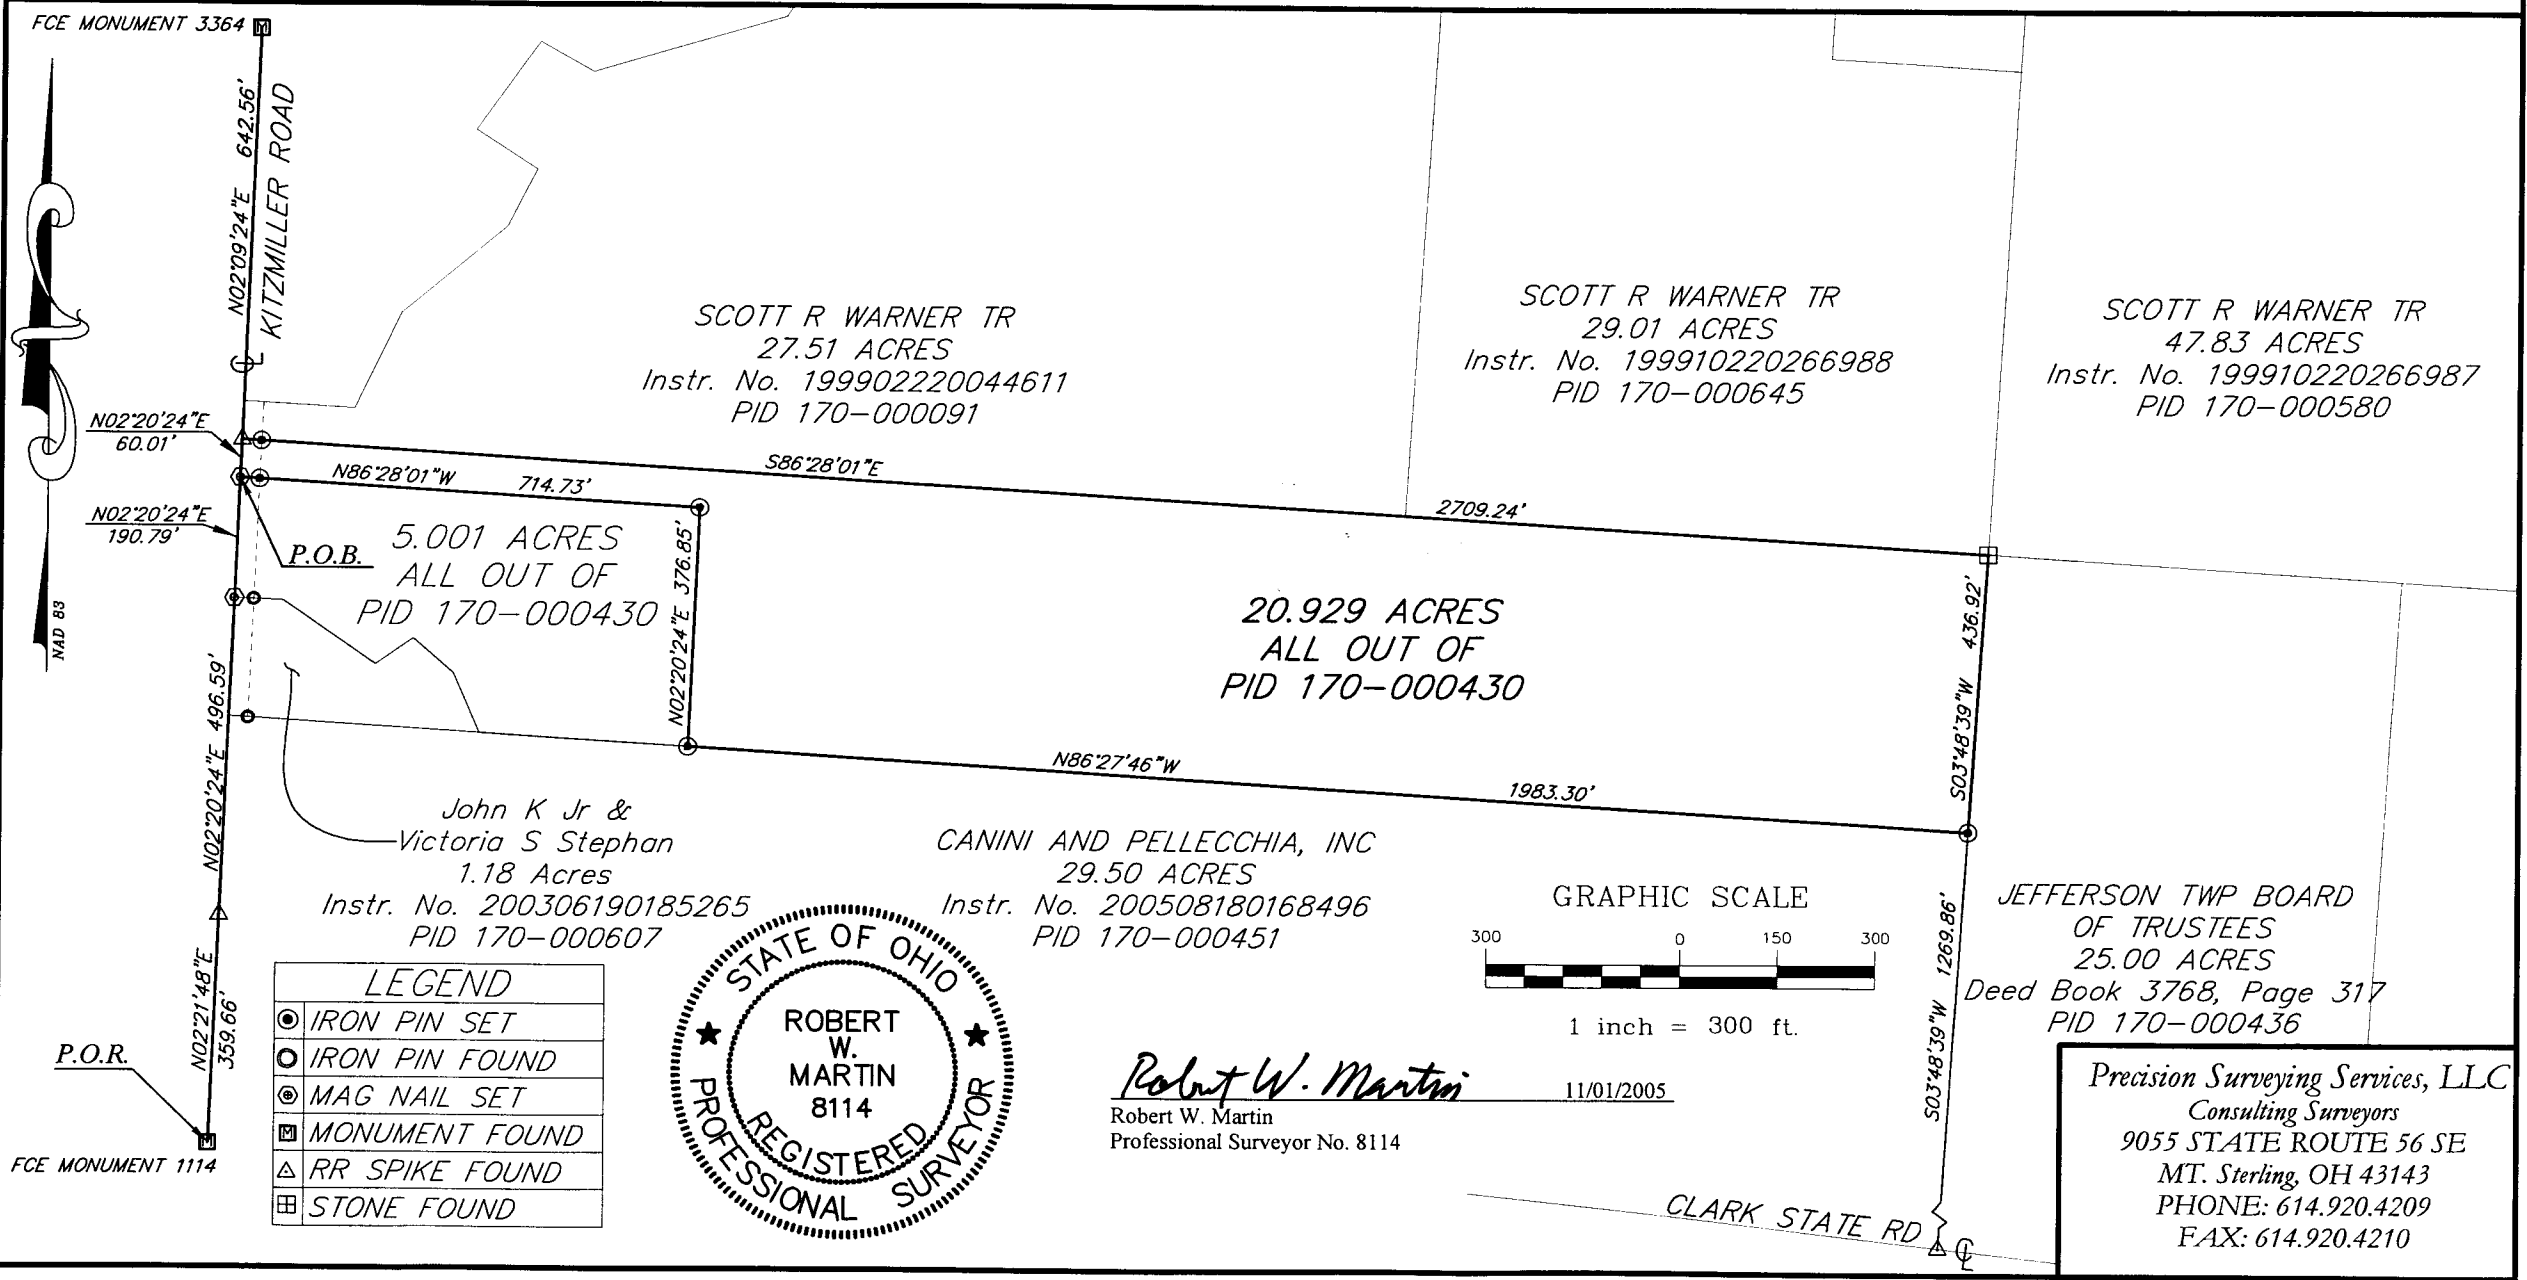 FCE MONUMENT 3364
N02°09'24"E 642.56'
KITZMILLER ROAD
NAD 83
N02°20'24"E
60.01'
N02°20'24"E
190.79'
P.O.B.
N86°28'01"W 714.73'
S86°28'01"E 2709.24'
SCOTT R WARNER TR
27.51 ACRES
Instr. No. 199902220044611
PID 170-000091
SCOTT R WARNER TR
29.01 ACRES
Instr. No. 199910220266988
PID 170-000645
SCOTT R WARNER TR
47.83 ACRES
Instr. No. 199910220266987
PID 170-000580
5.001 ACRES
ALL OUT OF
PID 170-000430
N02°20'24"E 376.85'
20.929 ACRES
ALL OUT OF
PID 170-000430
S03°48'39"W 436.92'
N86°27'46"W 1983.30'
N02°20'24"E 496.59'
N02°21'48"E
359.66'
P.O.R.
FCE MONUMENT 1114
John K Jr &
Victoria S Stephan
1.18 Acres
Instr. No. 200306190185265
PID 170-000607
CANINI AND PELLECCHIA, INC
29.50 ACRES
Instr. No. 200508180168496
PID 170-000451
GRAPHIC SCALE
300 0 150 300
1 inch = 300 ft.
S03°48'39"W 1269.86'
JEFFERSON TWP BOARD
OF TRUSTEES
25.00 ACRES
Deed Book 3768, Page 317
PID 170-000436
LEGEND
IRON PIN SET
IRON PIN FOUND
MAG NAIL SET
M MONUMENT FOUND
RR SPIKE FOUND
STONE FOUND
STATE OF OHIO
ROBERT
W.
MARTIN
8114
REGISTERED
PROFESSIONAL SURVEYOR
Robert W. Martin 11/01/2005
Robert W. Martin
Professional Surveyor No. 8114
CLARK STATE RD
Precision Surveying Services, LLC
Consulting Surveyors
9055 STATE ROUTE 56 SE
MT. Sterling, OH 43143
PHONE: 614.920.4209
FAX: 614.920.4210